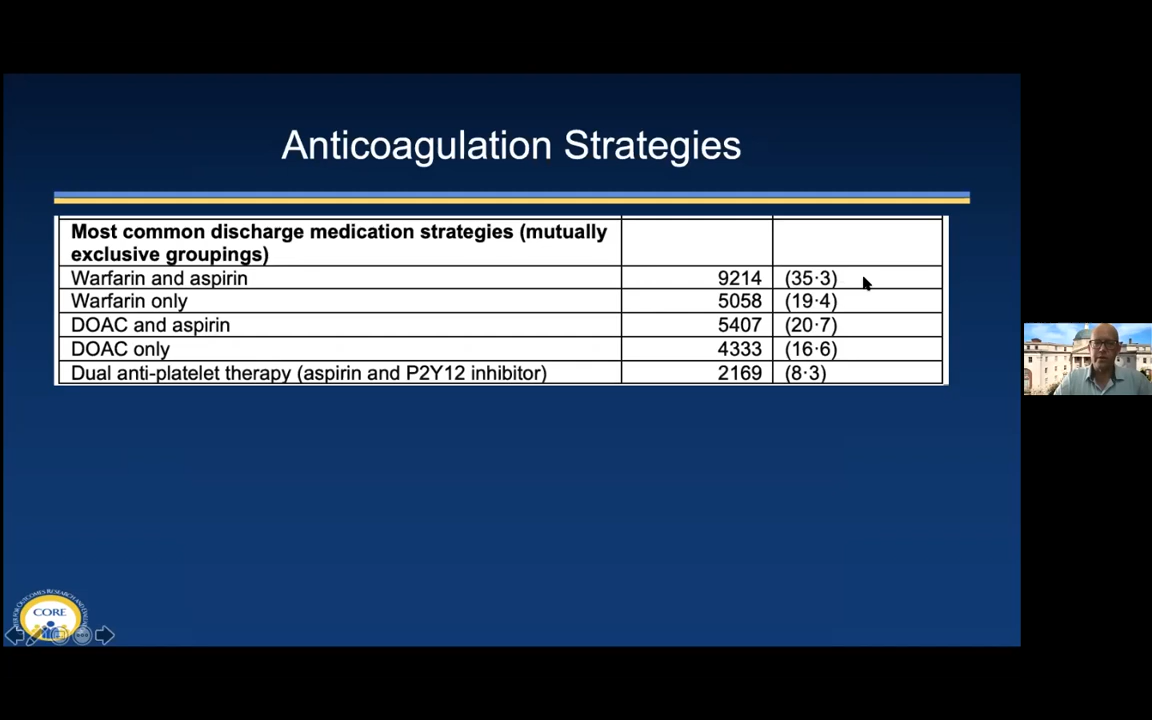 Anticoagulation Strategies
Most common discharge medication strategies (mutually
exclusive groupings)
Warfarin and aspirin 9214 (35·3)
Warfarin only 5058 (19·4)
DOAC and aspirin 5407 (20·7)
DOAC only 4333 (16·6)
Dual anti-platelet therapy (aspirin and P2Y12 inhibitor) 2169 (8·3)
CORE